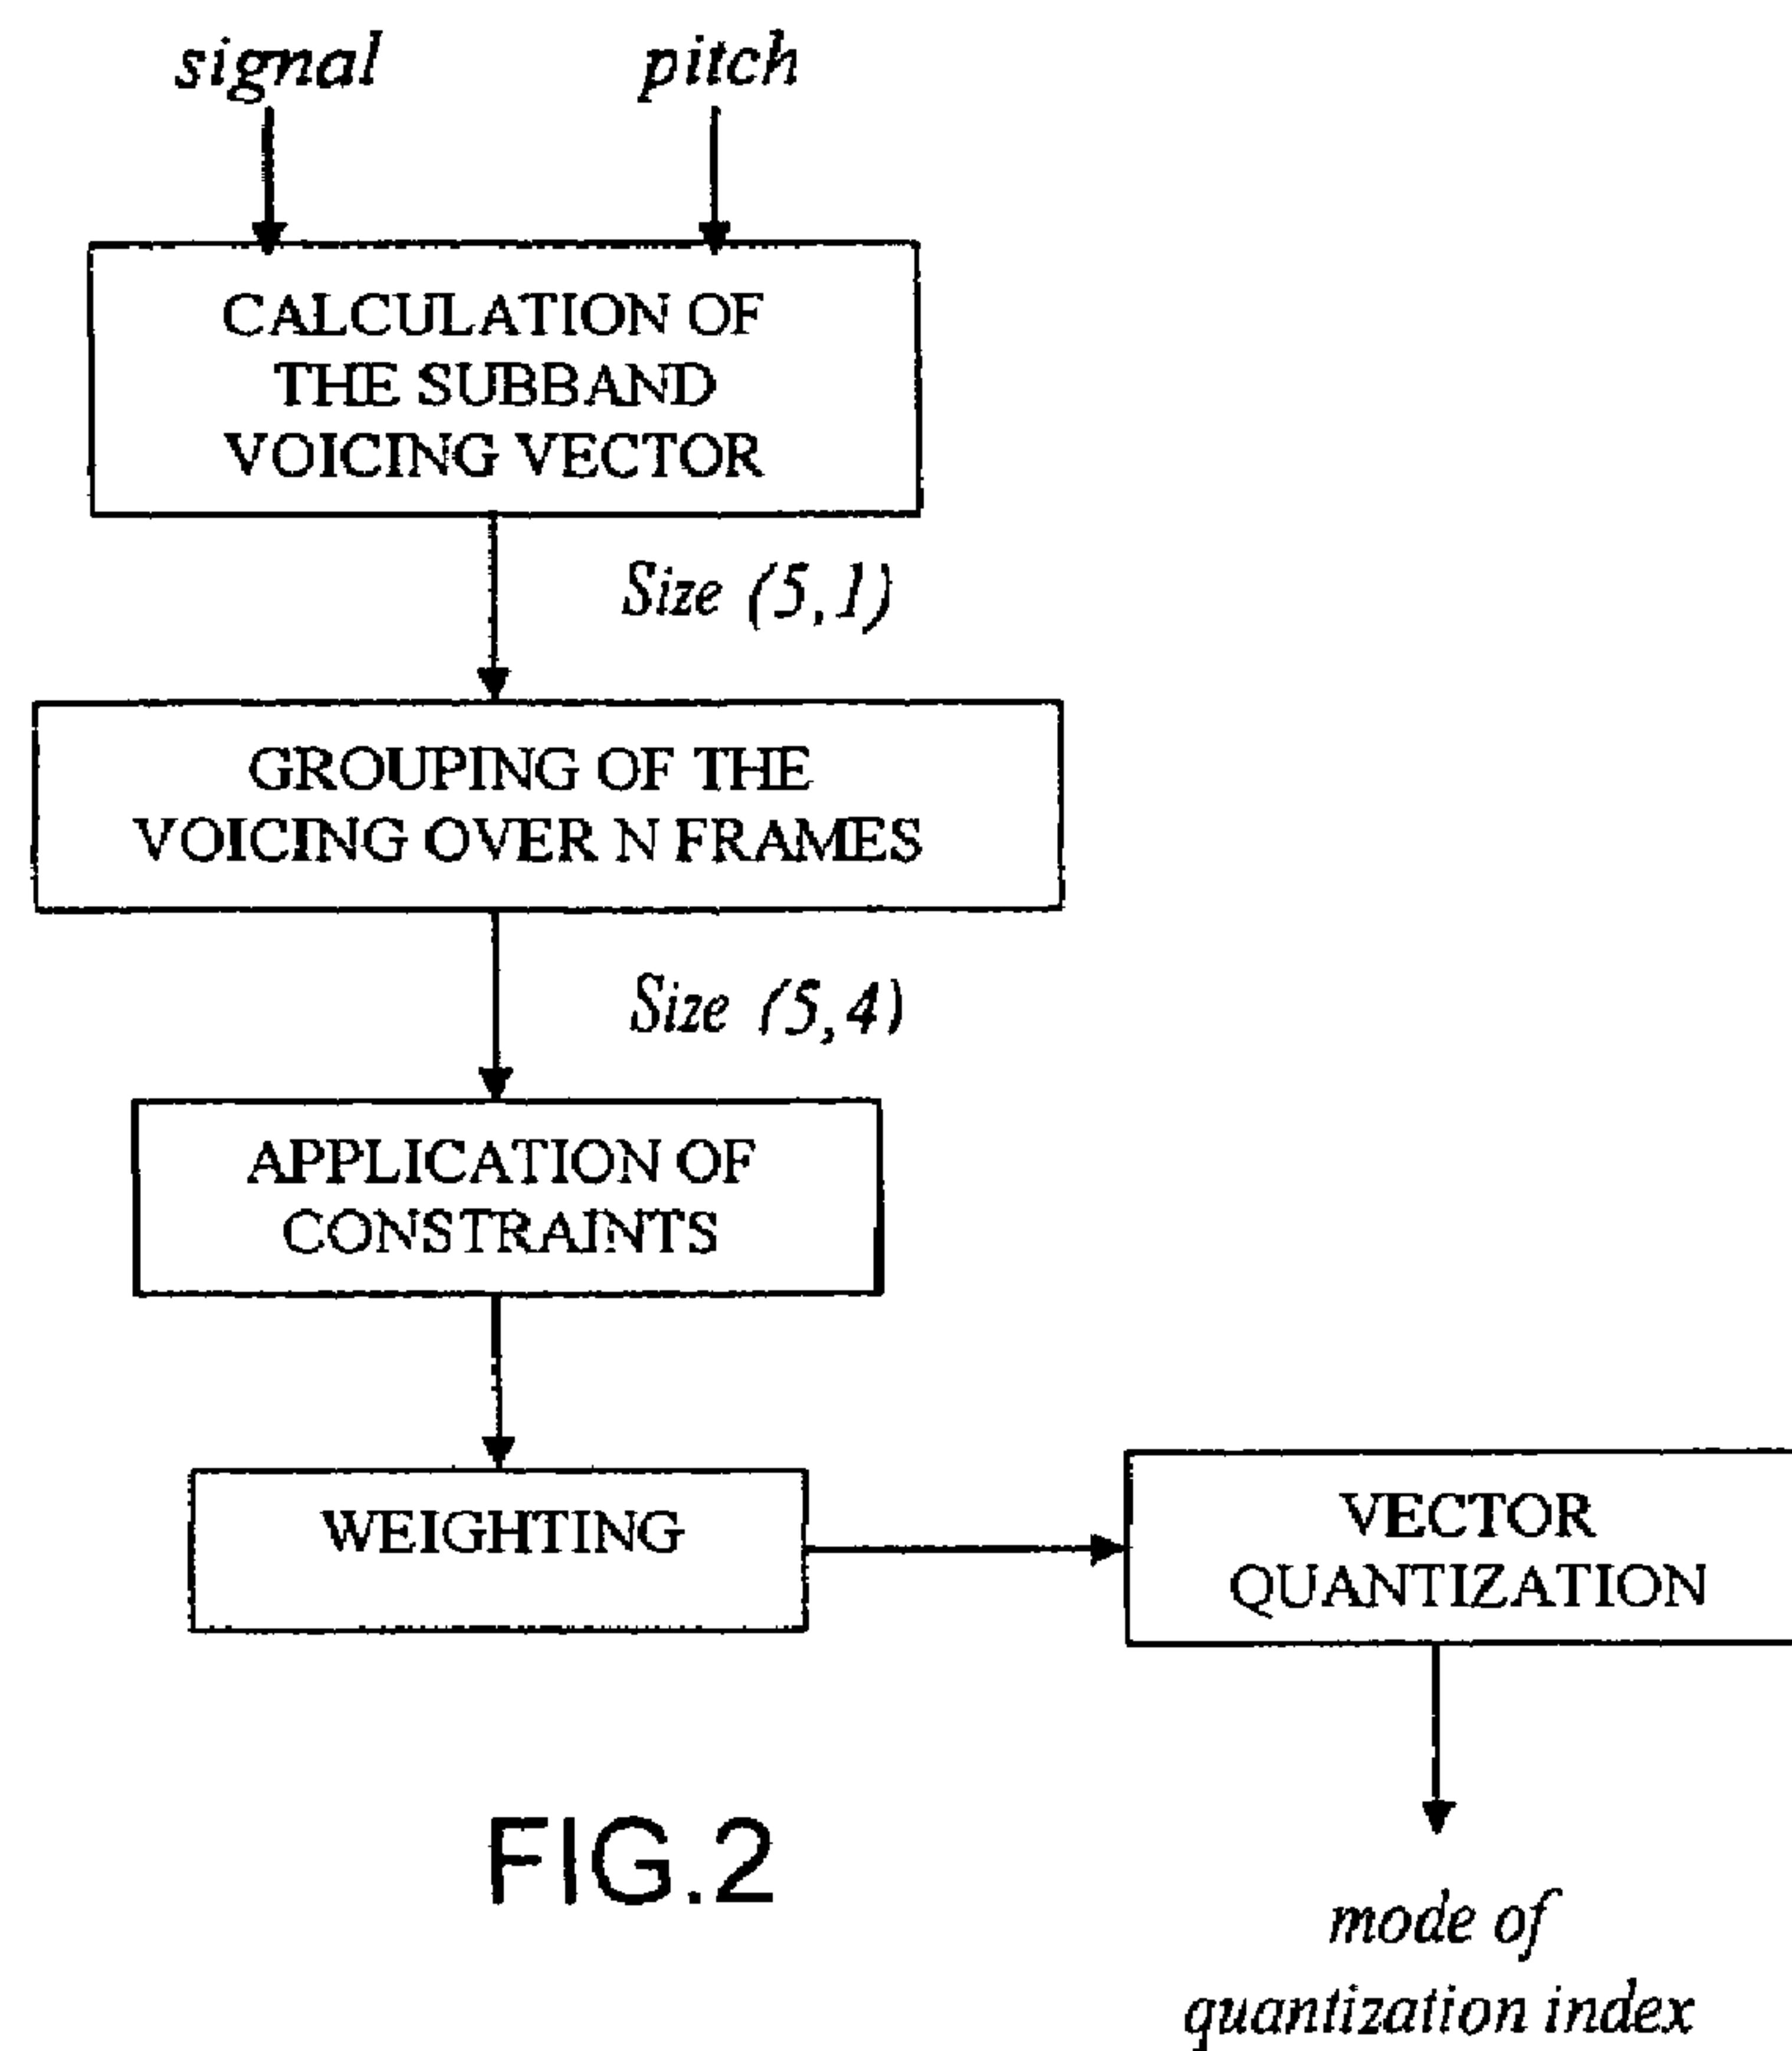 signal
pitch
CALCULATION OF
THE SUBBAND
VOICING VECTOR
Size (5,1)
GROUPING OF THE
VOICING OVER N FRAMES
Size (5,4)
APPLICATION OF
CONSTRAINTS
WEIGHTING
VECTOR
QUANTIZATION
FIG.2
mode of
quantization index